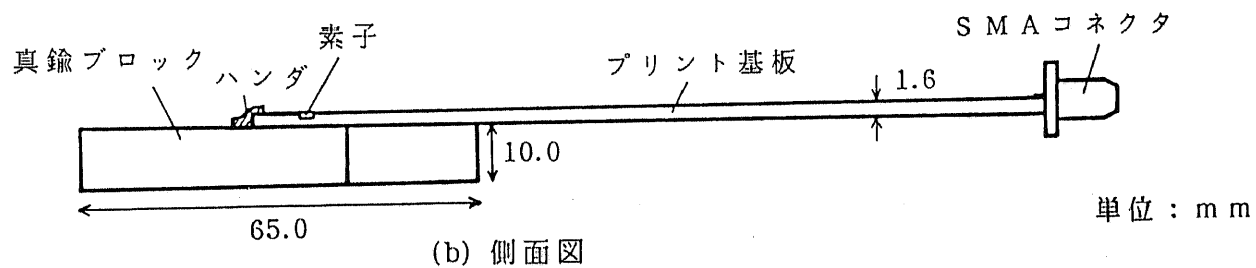 SMAコネクタ
素子
真鍮ブロック
ハンダ
プリント基板
1.6
10.0
65.0
単位：mm
(b) 側面図